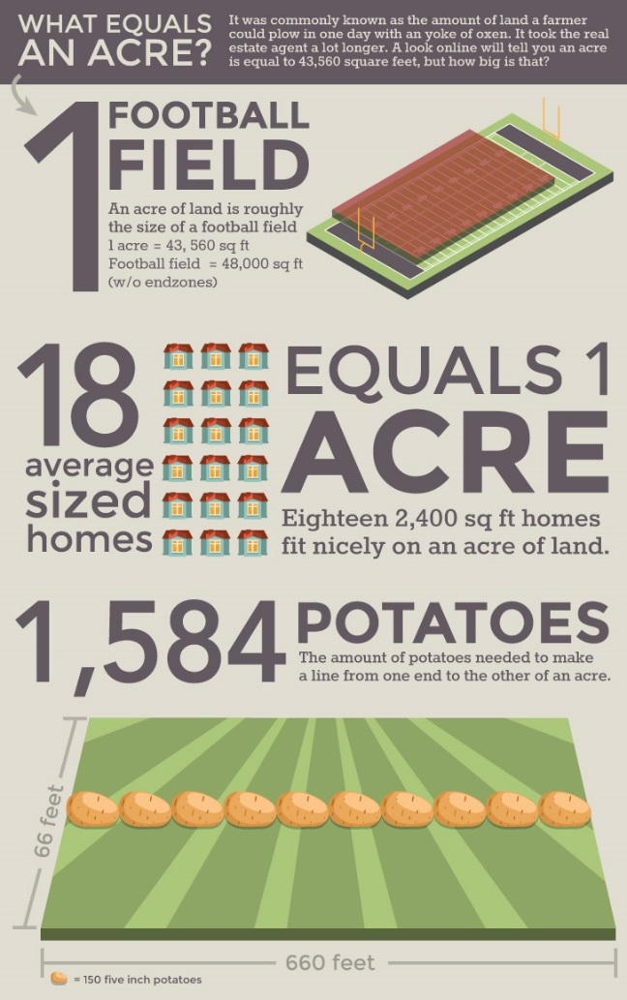 WHAT EQUALS
AN ACRE?
It was commonly known as the amount of land a farmer
could plow in one day with an yoke of oxen. It took the real
estate agent a lot longer. A look online will tell you an acre
is equal to 43,560 square feet, but how big is that?
1 FOOTBALL
FIELD
An acre of land is roughly
the size of a football field
1 acre = 43, 560 sq ft
Football field = 48,000 sq ft
(w/o endzones)
18
average
sized
homes
EQUALS 1
ACRE
Eighteen 2,400 sq ft homes
fit nicely on an acre of land.
1,584 POTATOES
The amount of potatoes needed to make
a line from one end to the other of an acre.
66 feet
660 feet
= 150 five inch potatoes